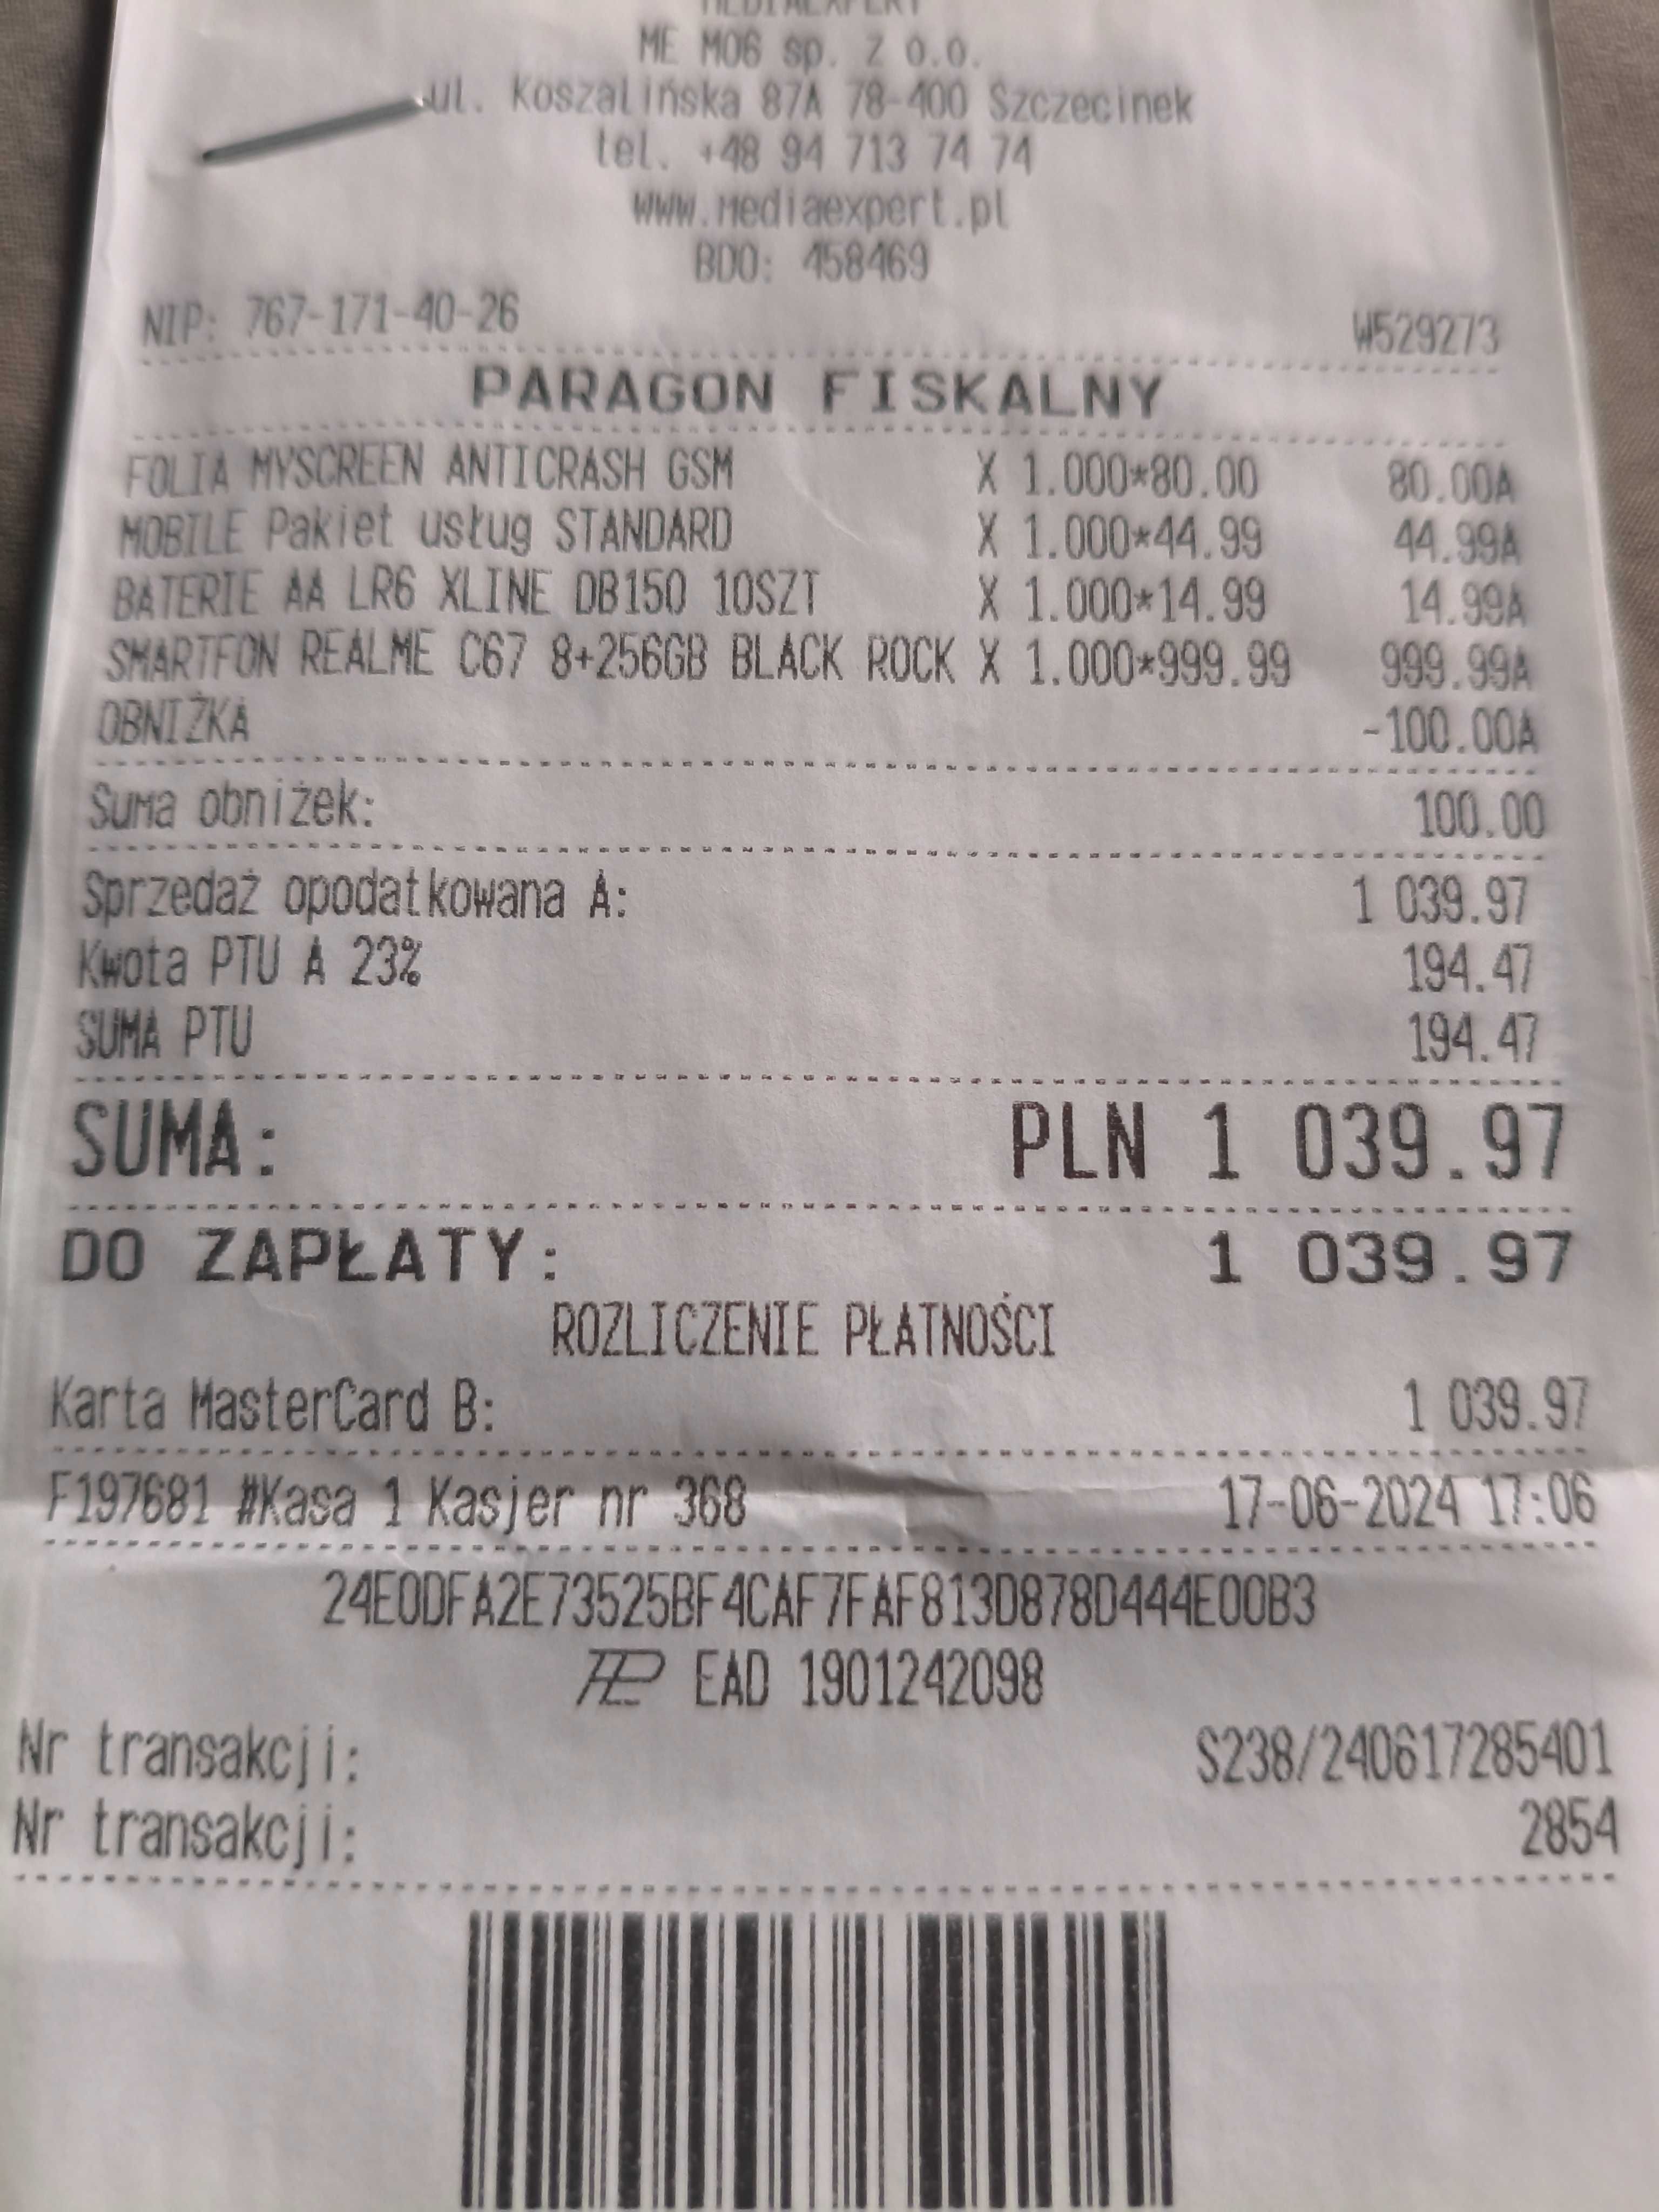 MEDIAEXPERT
ME M06 sp. z o.o.
ul. Koszalińska 87A 78-400 Szczecinek
tel. +48 94 713 74 74
www.mediaexpert.pl
BDO: 458469
NIP: 767-171-40-26 W529273
PARAGON FISKALNY
FOLIA MYSCREEN ANTICRASH GSM X 1.000*80.00 80.00A
MOBILE Pakiet usług STANDARD X 1.000*44.99 44.99A
BATERIE AA LR6 XLINE DB150 10SZT X 1.000*14.99 14.99A
SMARTFON REALME C67 8+256GB BLACK ROCK X 1.000*999.99 999.99A
OBNIŻKA -100.00A
Suma obniżek: 100.00
Sprzedaż opodatkowana A: 1 039.97
Kwota PTU A 23% 194.47
SUMA PTU 194.47
SUMA: PLN 1 039.97
DO ZAPŁATY: 1 039.97
ROZLICZENIE PŁATNOŚCI
Karta MasterCard B: 1 039.97
F197681 #Kasa 1 Kasjer nr 368 17-06-2024 17:06
24E0DFA2E73525BF4CAF7FAF813D878D444E00B3
EAD 1901242098
Nr transakcji: S238/240617285401
Nr transakcji: 2854